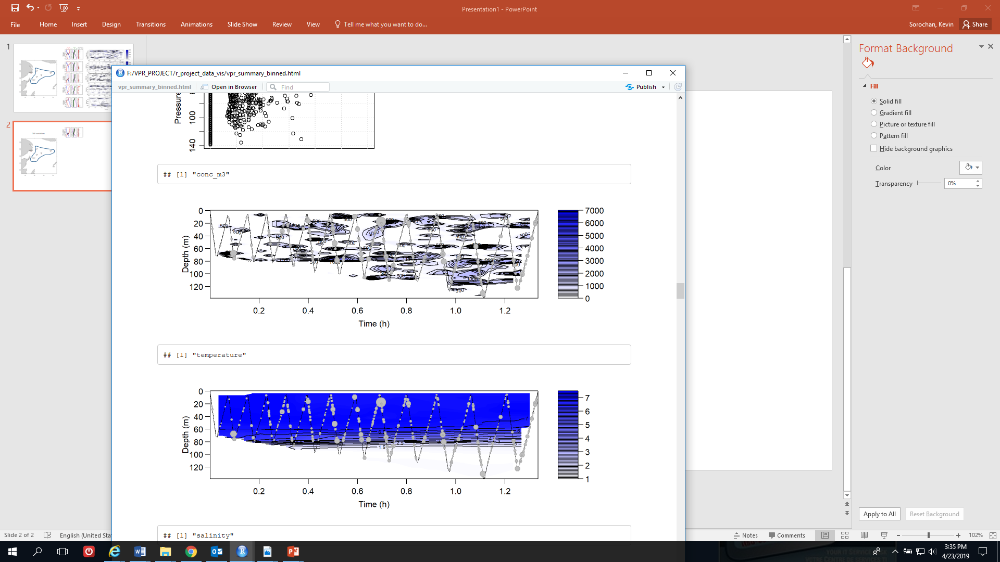 Presentation1 - PowerPoint
File Home Insert Design Transitions Animations Slide Show Review View Tell me what you want to do... Sorochan, Kevin Share
1
2
F:/VPR_PROJECT/r_project_data_vis/vpr_summary_binned.html
vpr_summary_binned.html Open in Browser Find Publish
Pressure
100
140
## [1] "conc_m3"
Depth (m)
0
20
40
60
80
100
120
0.2 0.4 0.6 0.8 1.0 1.2
Time (h)
7000
6000
5000
4000
3000
2000
1000
0
## [1] "temperature"
Depth (m)
0
20
40
60
80
100
120
1.5
0.2 0.4 0.6 0.8 1.0 1.2
Time (h)
7
6
5
4
3
2
1
## [1] "salinity"
Format Background
Fill
Solid fill
Gradient fill
Picture or texture fill
Pattern fill
Hide background graphics
Color
Transparency 0%
Apply to All Reset Background
Slide 2 of 2 English (United Sta Notes Comments 102%
3:35 PM
4/23/2019